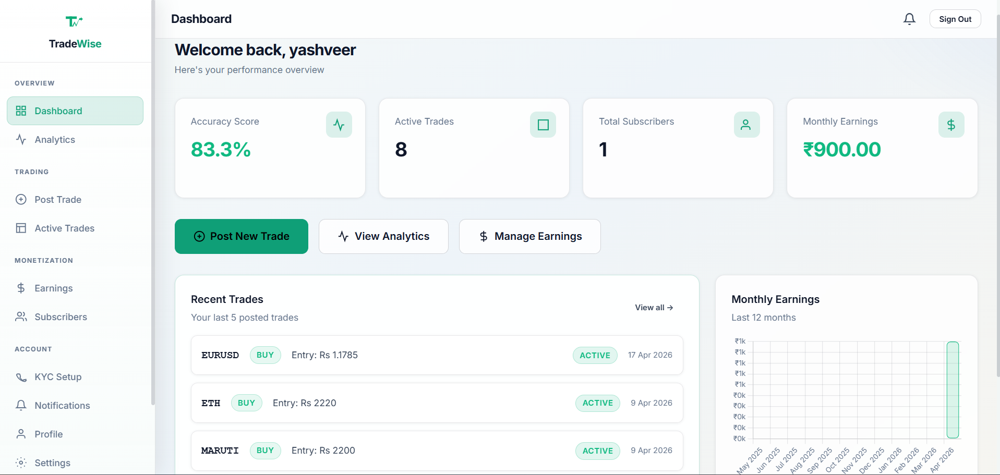 TradeWise
OVERVIEW
Dashboard
Analytics
TRADING
Post Trade
Active Trades
MONETIZATION
Earnings
Subscribers
ACCOUNT
KYC Setup
Notifications
Profile
Settings
Dashboard
Sign Out
Welcome back, yashveer
Here's your performance overview
Accuracy Score
83.3%
Active Trades
8
Total Subscribers
1
Monthly Earnings
₹900.00
Post New Trade
View Analytics
Manage Earnings
Recent Trades
Your last 5 posted trades
View all →
EURUSD BUY Entry: Rs 1.1785 ACTIVE 17 Apr 2026
ETH BUY Entry: Rs 2220 ACTIVE 9 Apr 2026
MARUTI BUY Entry: Rs 2200 ACTIVE 9 Apr 2026
Monthly Earnings
Last 12 months
₹1k
₹1k
₹1k
₹1k
₹1k
₹0k
₹0k
₹0k
₹0k
₹0k
May 2025 Jun 2025 Jul 2025 Aug 2025 Sep 2025 Oct 2025 Nov 2025 Dec 2025 Jan 2026 Feb 2026 Mar 2026 Apr 2026